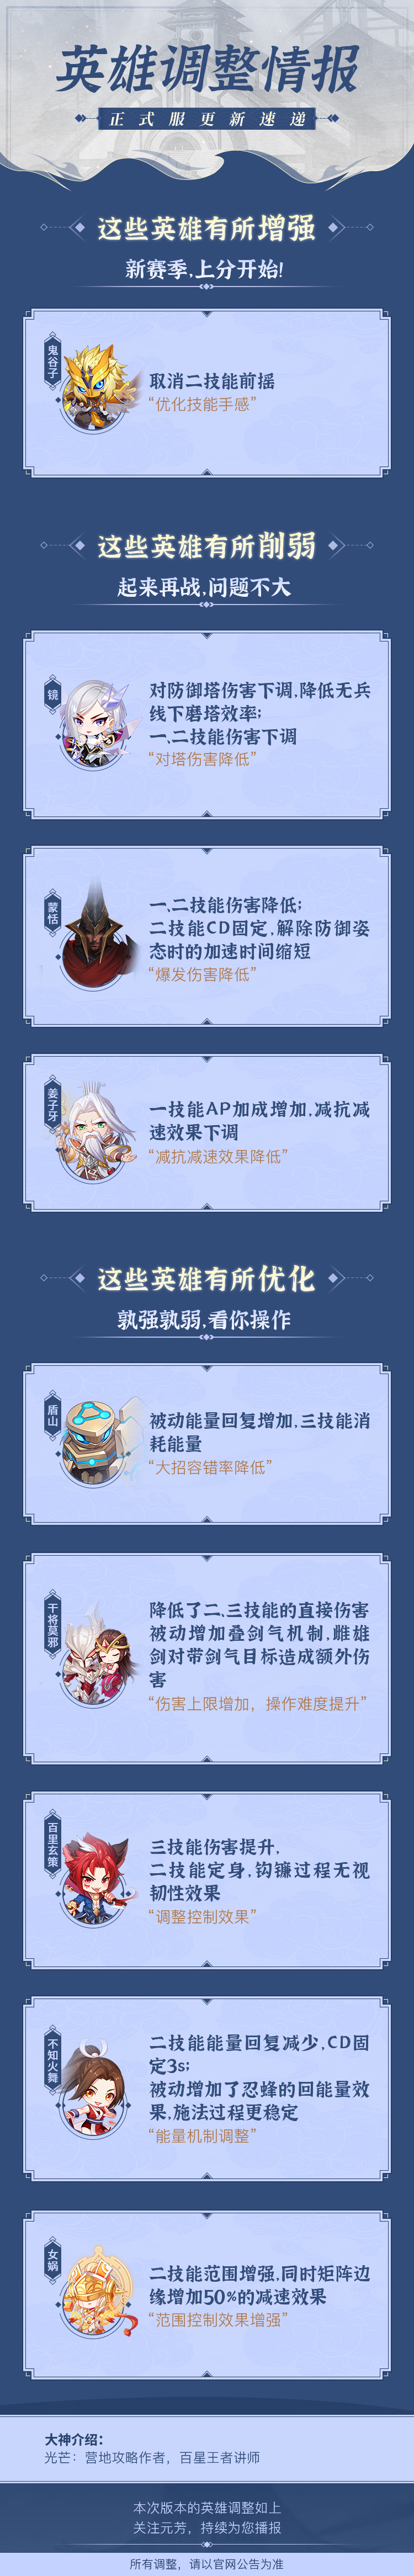 英雄调整情报
正式服更新速递
这些英雄有所增强
新赛季,上分开始!
鬼谷子
取消二技能前摇
“优化技能手感”
这些英雄有所削弱
起来再战,问题不大
镜
对防御塔伤害下调,降低无兵
线下磨塔效率;
一、二技能伤害下调
“对塔伤害降低”
蒙恬
一、二技能伤害降低;
二技能CD固定,解除防御姿
态时的加速时间缩短
“爆发伤害降低”
姜子牙
一技能AP加成增加,减抗减
速效果下调
“减抗减速效果降低”
这些英雄有所优化
孰强孰弱,看你操作
盾山
被动能量回复增加,三技能消
耗能量
“大招容错率降低”
干将莫邪
降低了二、三技能的直接伤害
被动增加叠剑气机制,雌雄
剑对带剑气目标造成额外伤
害
“伤害上限增加，操作难度提升”
百里玄策
三技能伤害提升,
二技能定身,钩镰过程无视
韧性效果
“调整控制效果”
不知火舞
二技能能量回复减少,CD固
定3s;
被动增加了忍蜂的回能量效
果,施法过程更稳定
“能量机制调整”
女娲
二技能范围增强,同时矩阵边
缘增加50%的减速效果
“范围控制效果增强”
大神介绍：
光芒：营地攻略作者，百星王者讲师
本次版本的英雄调整如上
关注元芳，持续为您播报
所有调整，请以官网公告为准